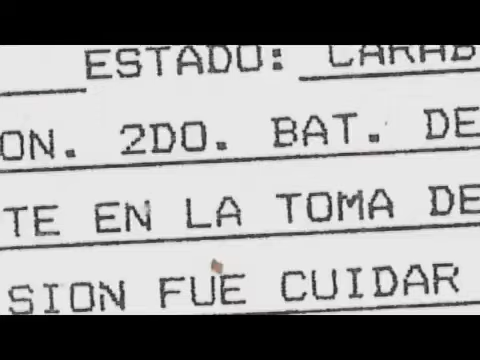 ESTADO: CARAB
ON. 2DO. BAT. DE
TE EN LA TOMA DE
SION FUE CUIDAR